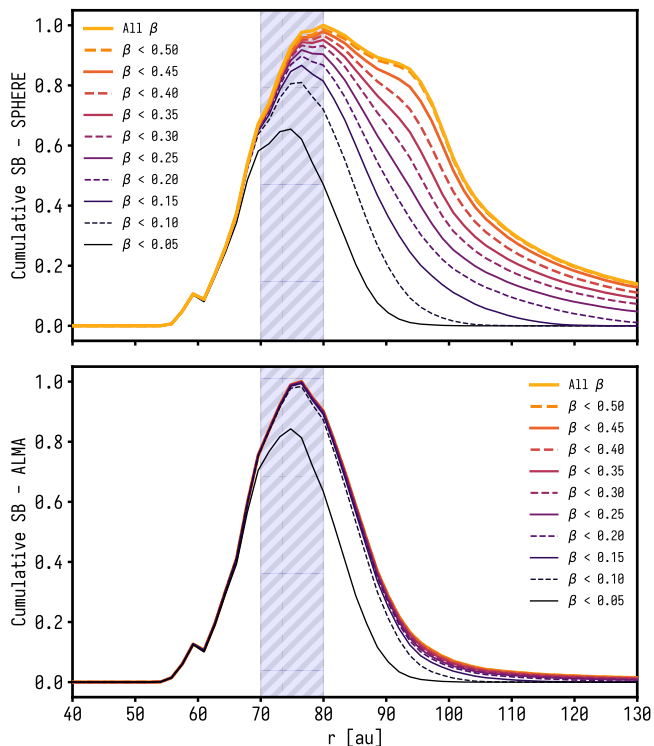 Cumulative SB - SPHERE
1.0
0.8
0.6
0.4
0.2
0.0
All β
β < 0.50
β < 0.45
β < 0.40
β < 0.35
β < 0.30
β < 0.25
β < 0.20
β < 0.15
β < 0.10
β < 0.05
Cumulative SB - ALMA
1.0
0.8
0.6
0.4
0.2
0.0
All β
β < 0.50
β < 0.45
β < 0.40
β < 0.35
β < 0.30
β < 0.25
β < 0.20
β < 0.15
β < 0.10
β < 0.05
40 50 60 70 80 90 100 110 120 130
r [au]